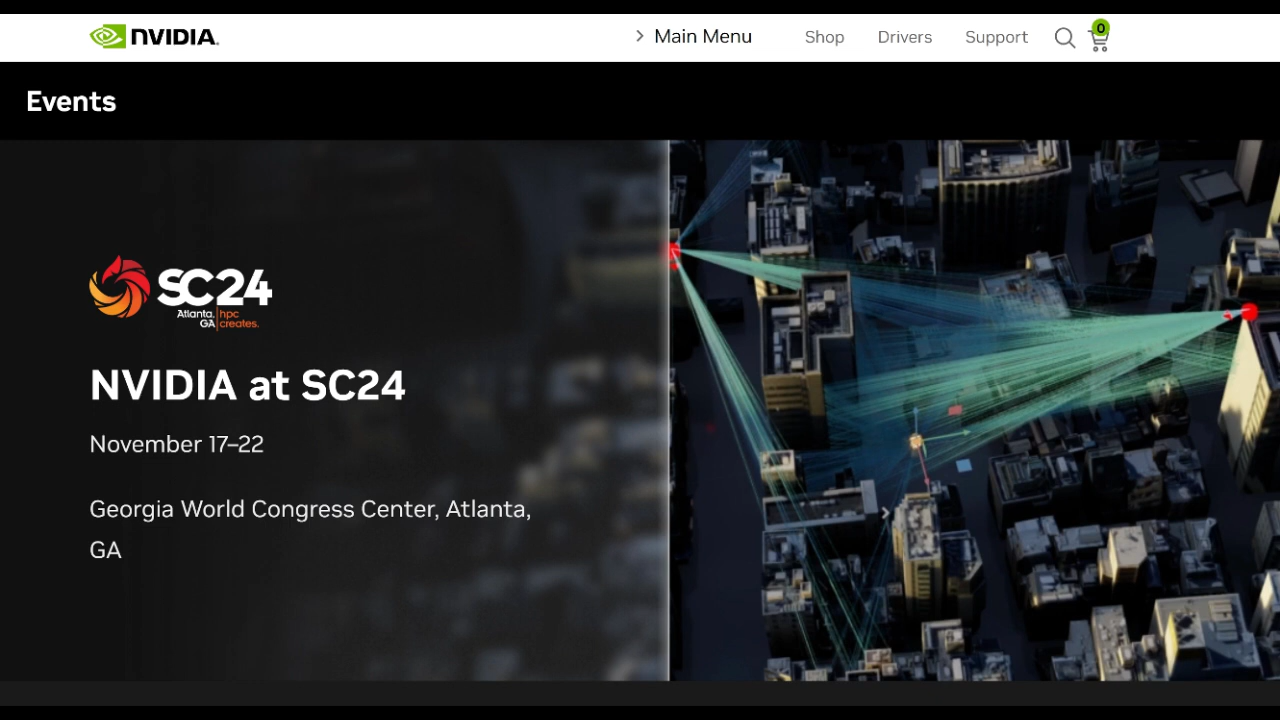 NVIDIA.
Main Menu
Shop
Drivers
Support
0
Events
SC24
Atlanta, hpc
GA creates.
NVIDIA at SC24
November 17–22
Georgia World Congress Center, Atlanta,
GA